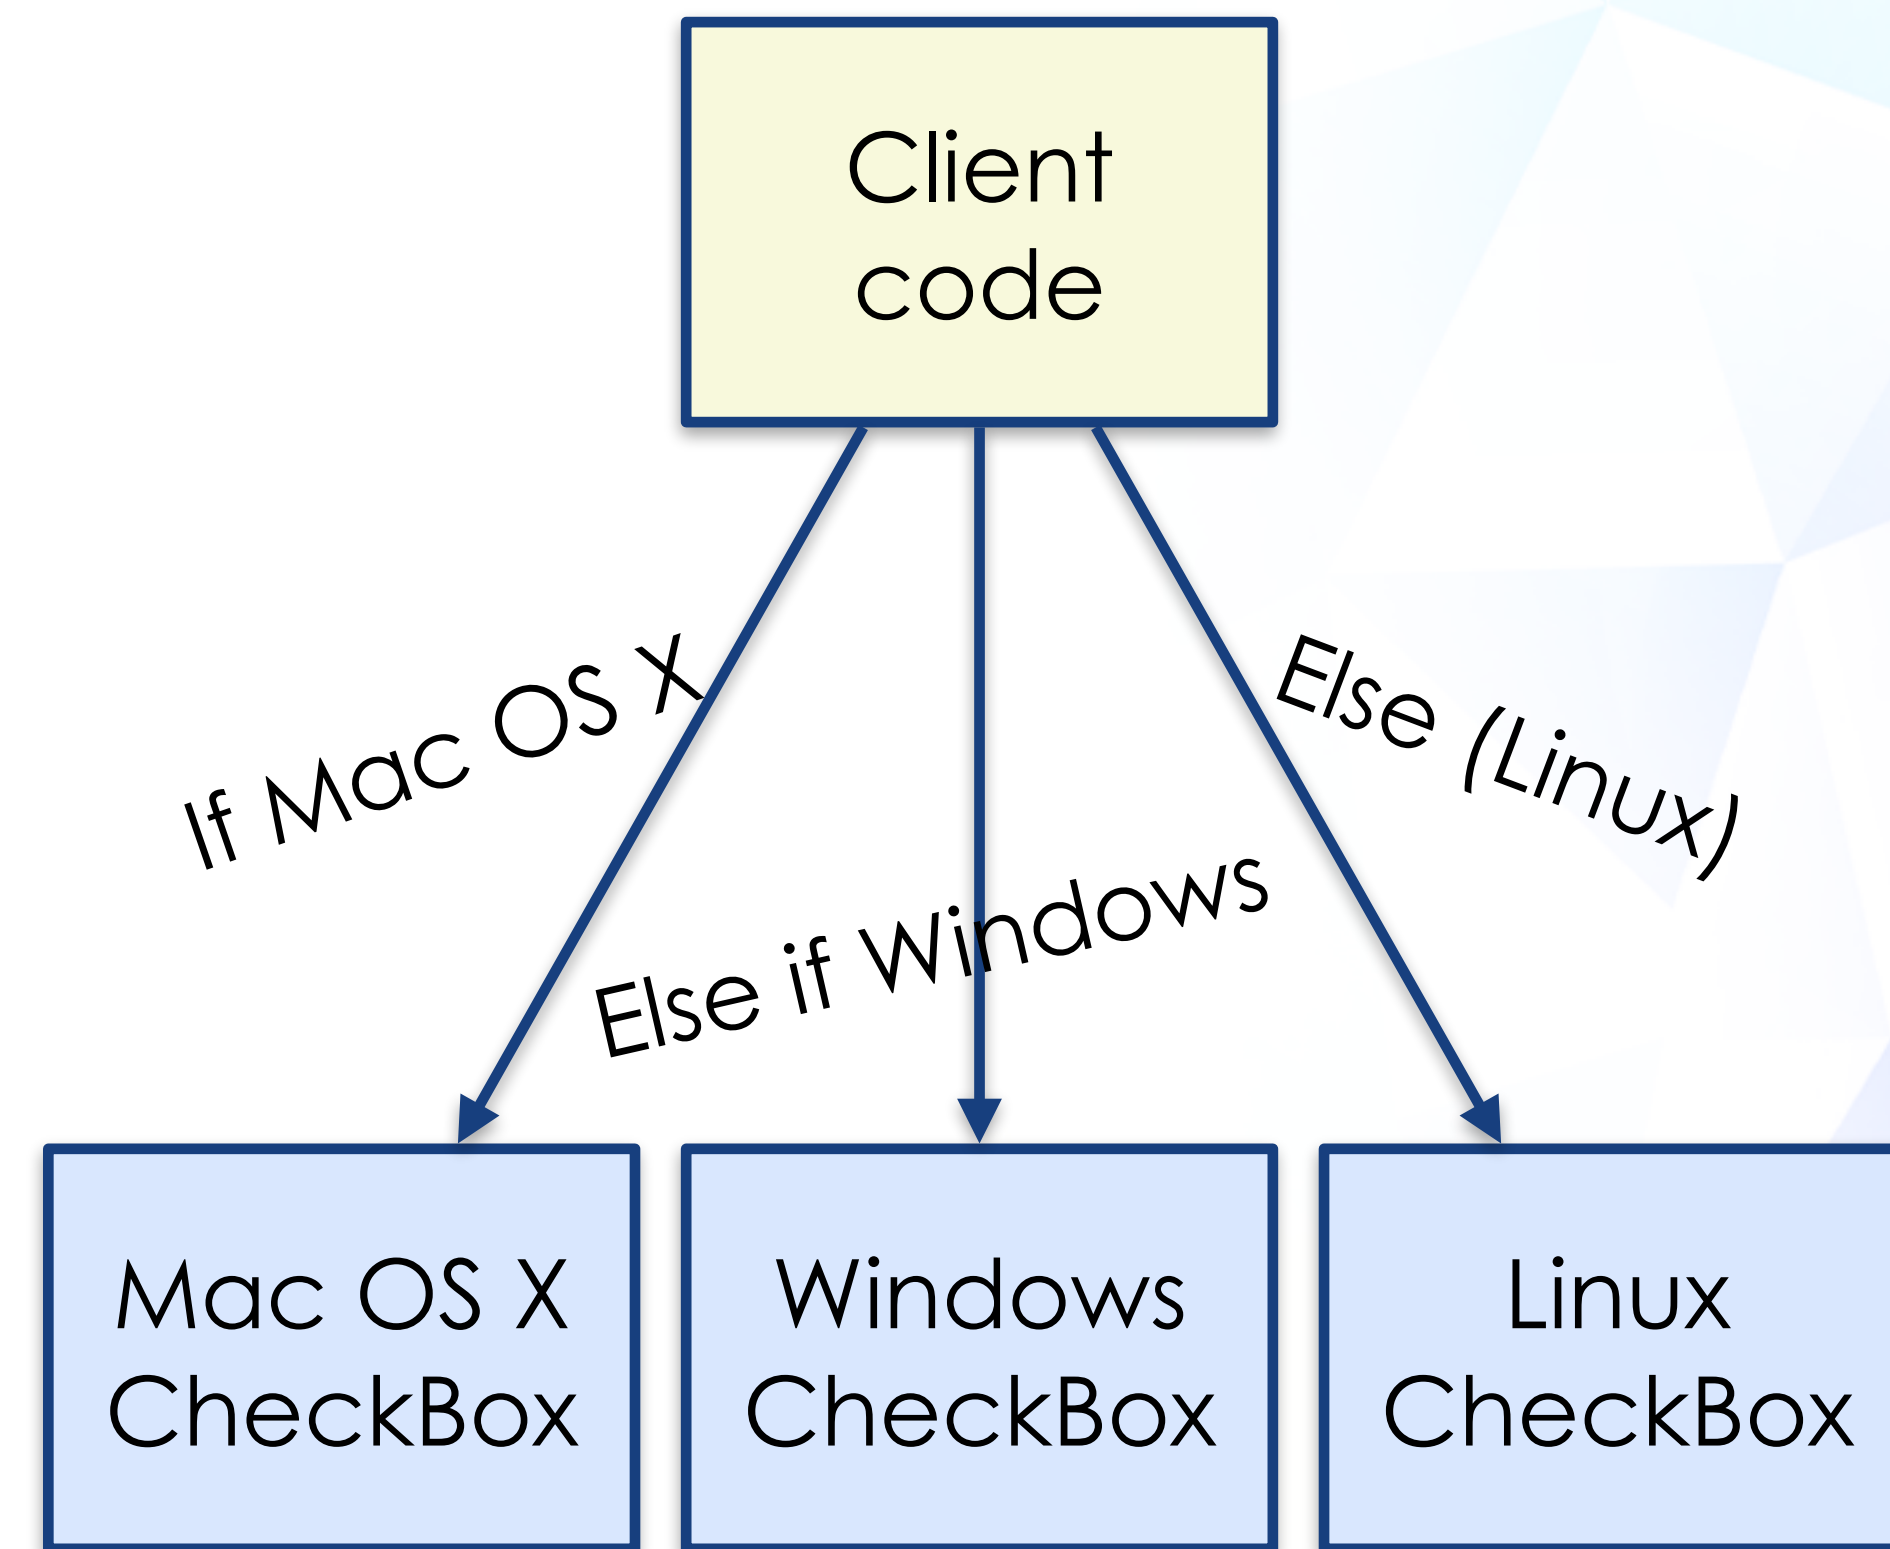 Client
code
If Mac OS X
Else if Windows
Else (Linux)
Mac OS X
CheckBox
Windows
CheckBox
Linux
CheckBox